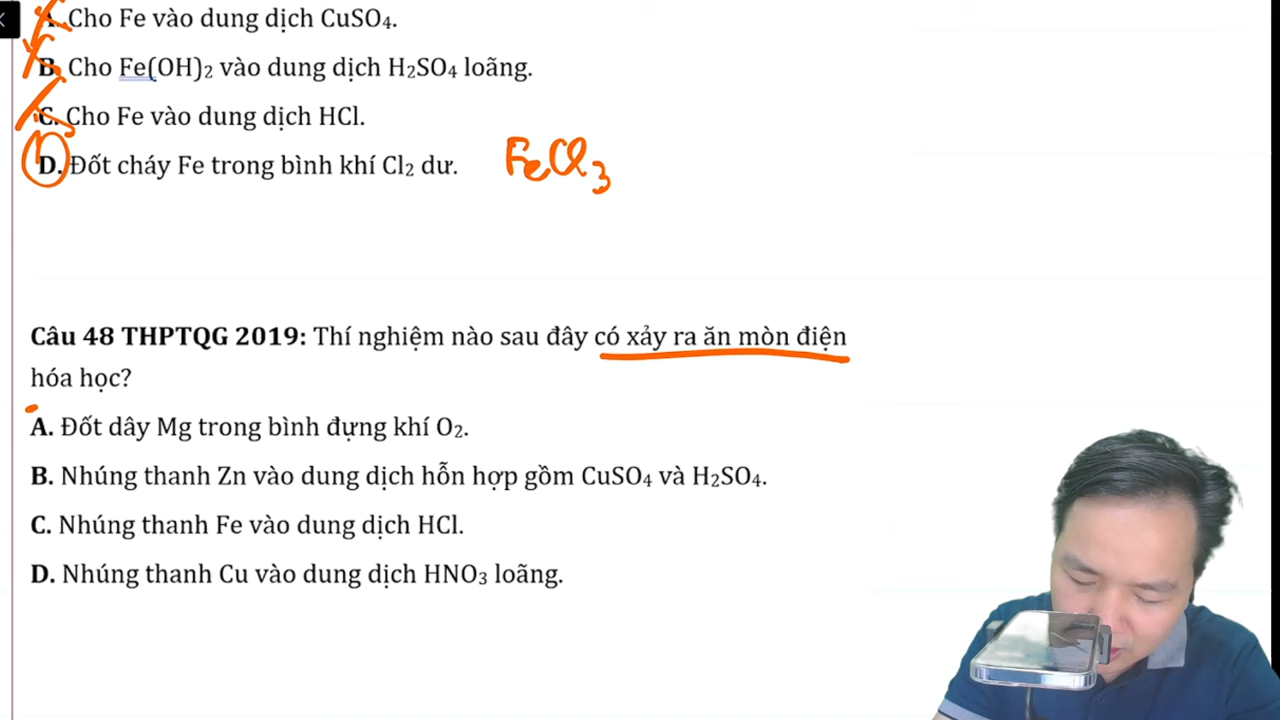 A. Cho Fe vào dung dịch CuSO₄.
B. Cho Fe(OH)₂ vào dung dịch H₂SO₄ loãng.
C. Cho Fe vào dung dịch HCl.
D. Đốt cháy Fe trong bình khí Cl₂ dư. FeCl₃
Câu 48 THPTQG 2019: Thí nghiệm nào sau đây có xảy ra ăn mòn điện
hóa học?
A. Đốt dây Mg trong bình đựng khí O₂.
B. Nhúng thanh Zn vào dung dịch hỗn hợp gồm CuSO₄ và H₂SO₄.
C. Nhúng thanh Fe vào dung dịch HCl.
D. Nhúng thanh Cu vào dung dịch HNO₃ loãng.